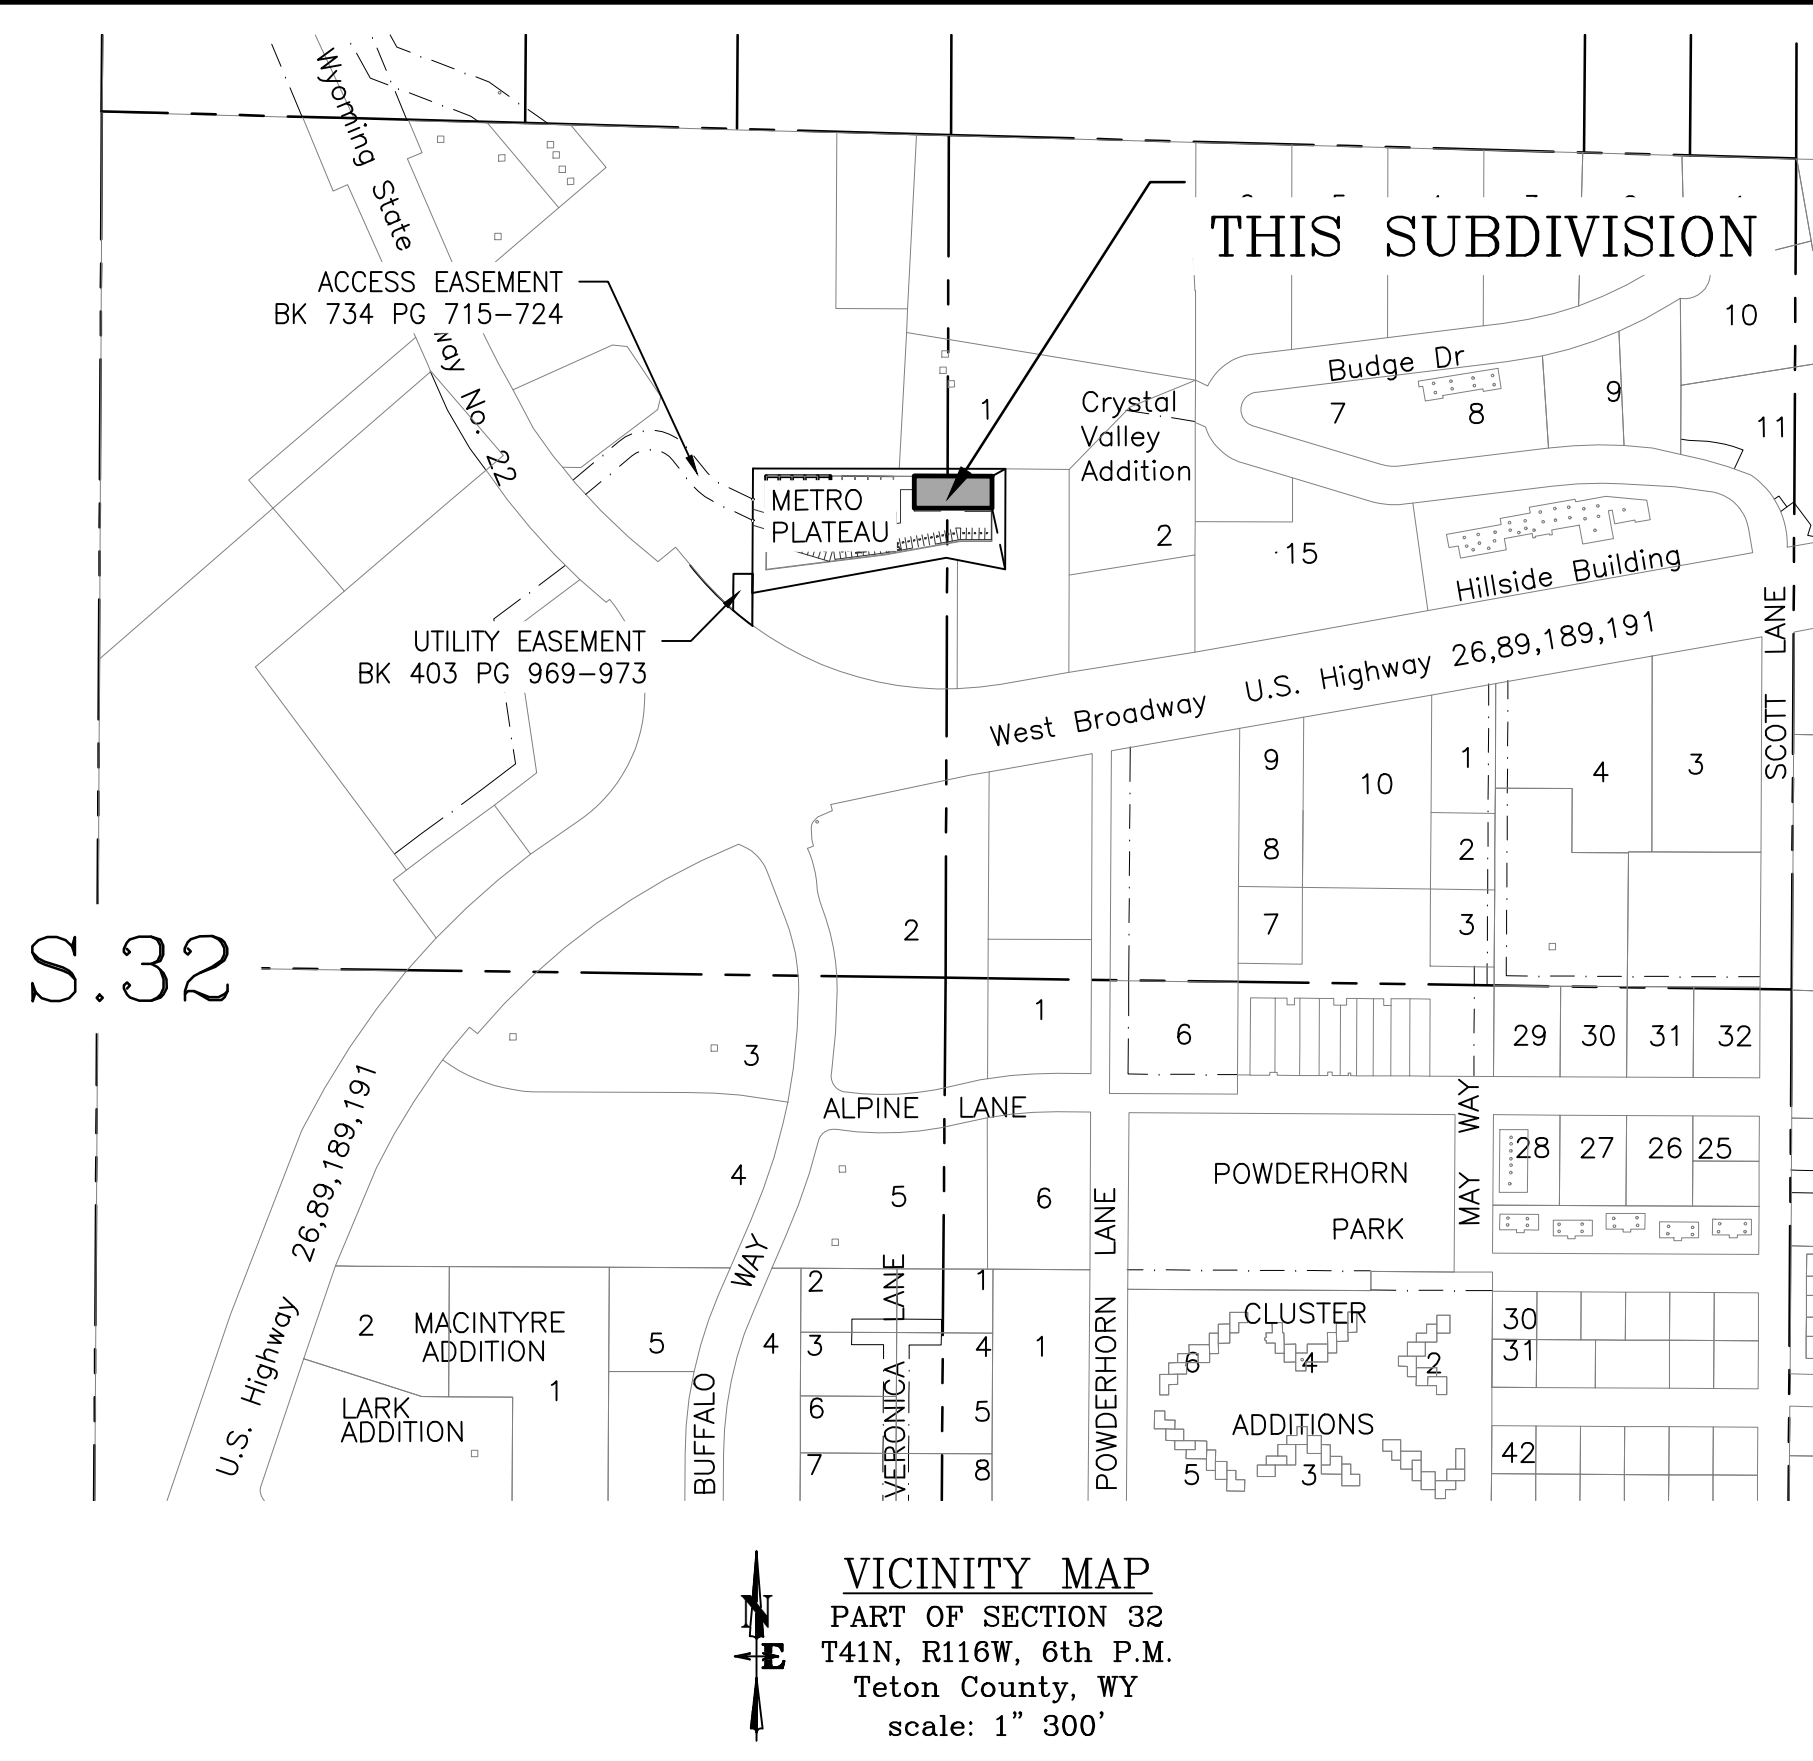 Wyoming State
way No. 22
THIS SUBDIVISION
ACCESS EASEMENT
BK 734 PG 715-724
10
Budge Dr
9
1
Crystal
Valley
Addition
7
8
11
METRO
PLATEAU
2
15
Hillside Building
UTILITY EASEMENT
BK 403 PG 969-973
West Broadway U.S. Highway 26,89,189,191
SCOTT LANE
9
10
1
4
3
8
2
2
7
3
S.32
1
3
6
29
30
31
32
ALPINE LANE
U.S. Highway 26,89,189,191
4
5
6
POWDERHORN
PARK
MAY WAY
28
27
26
25
BUFFALO WAY
VERONICA LANE
POWDERHORN LANE
2
MACINTYRE
ADDITION
1
5
4
2
1
3
4
1
6
5
7
8
LARK
ADDITION
CLUSTER
6
4
2
ADDITIONS
5
3
30
31
42
N
E
VICINITY MAP
PART OF SECTION 32
T41N, R116W, 6th P.M.
Teton County, WY
scale: 1" 300'